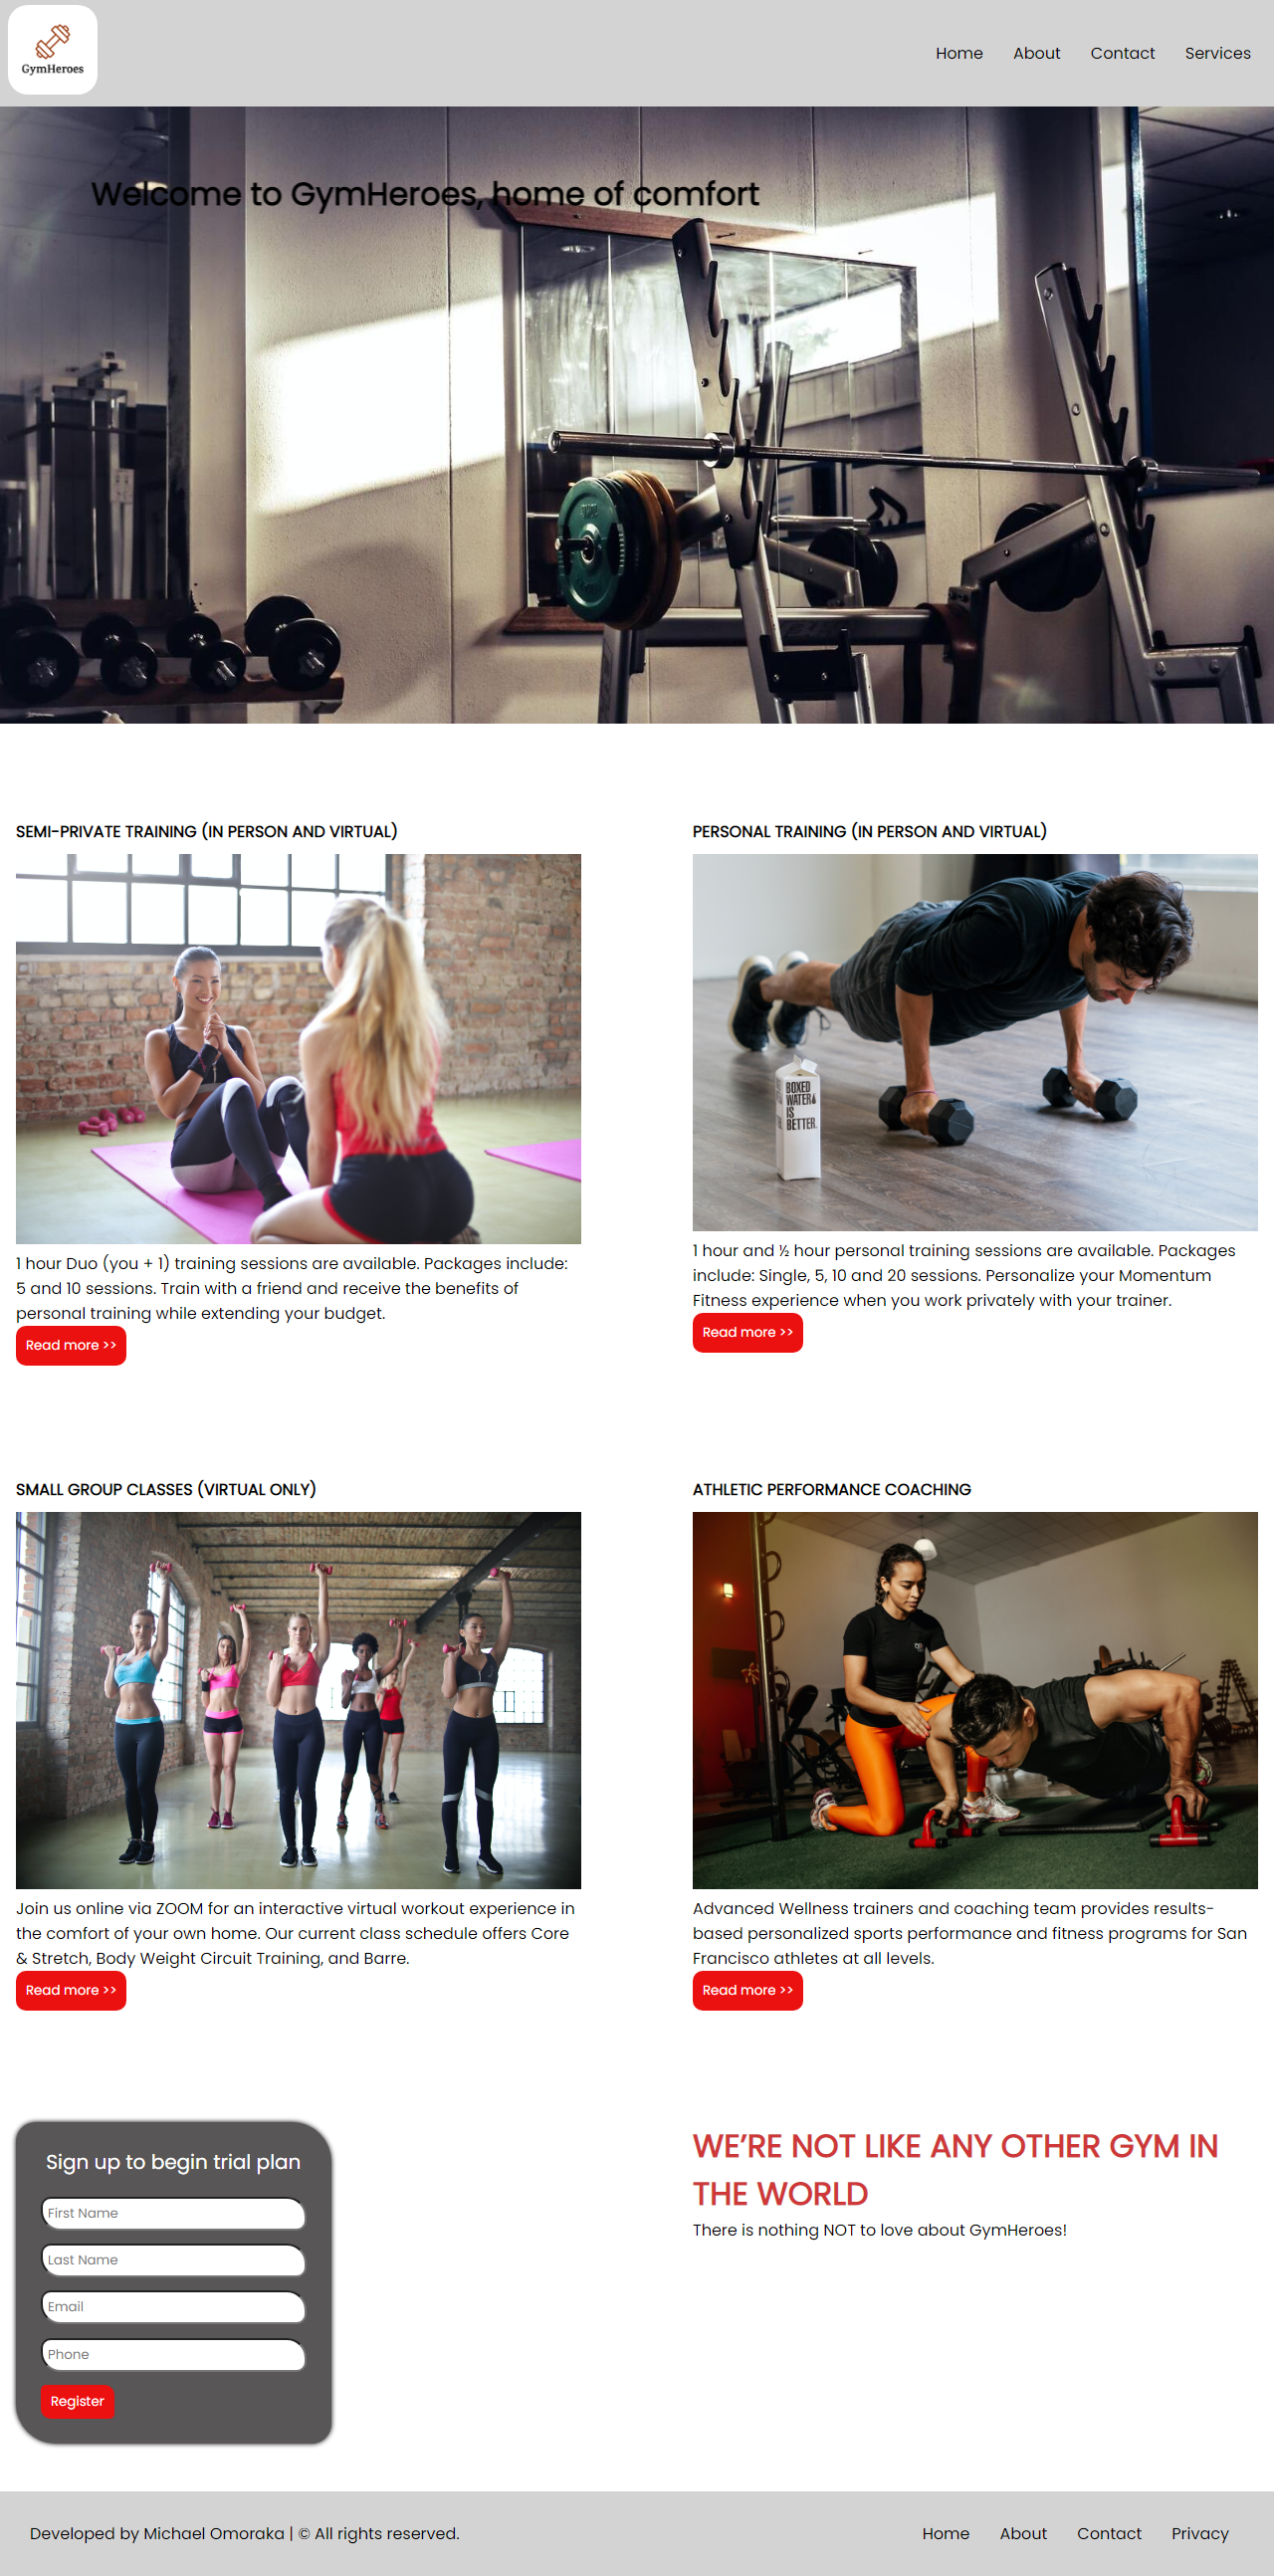 GymHeroes
Home About Contact Services
Welcome to GymHeroes, home of comfort
SEMI-PRIVATE TRAINING (IN PERSON AND VIRTUAL)
1 hour Duo (you + 1) training sessions are available. Packages include:
5 and 10 sessions. Train with a friend and receive the benefits of
personal training while extending your budget.
Read more >>
PERSONAL TRAINING (IN PERSON AND VIRTUAL)
BOXED
WATER
IS
BETTER.
1 hour and ½ hour personal training sessions are available. Packages
include: Single, 5, 10 and 20 sessions. Personalize your Momentum
Fitness experience when you work privately with your trainer.
Read more >>
SMALL GROUP CLASSES (VIRTUAL ONLY)
Join us online via ZOOM for an interactive virtual workout experience in
the comfort of your own home. Our current class schedule offers Core
& Stretch, Body Weight Circuit Training, and Barre.
Read more >>
ATHLETIC PERFORMANCE COACHING
Advanced Wellness trainers and coaching team provides results-
based personalized sports performance and fitness programs for San
Francisco athletes at all levels.
Read more >>
Sign up to begin trial plan
First Name
Last Name
Email
Phone
Register
WE’RE NOT LIKE ANY OTHER GYM IN
THE WORLD
There is nothing NOT to love about GymHeroes!
Developed by Michael Omoraka | © All rights reserved.
Home About Contact Privacy